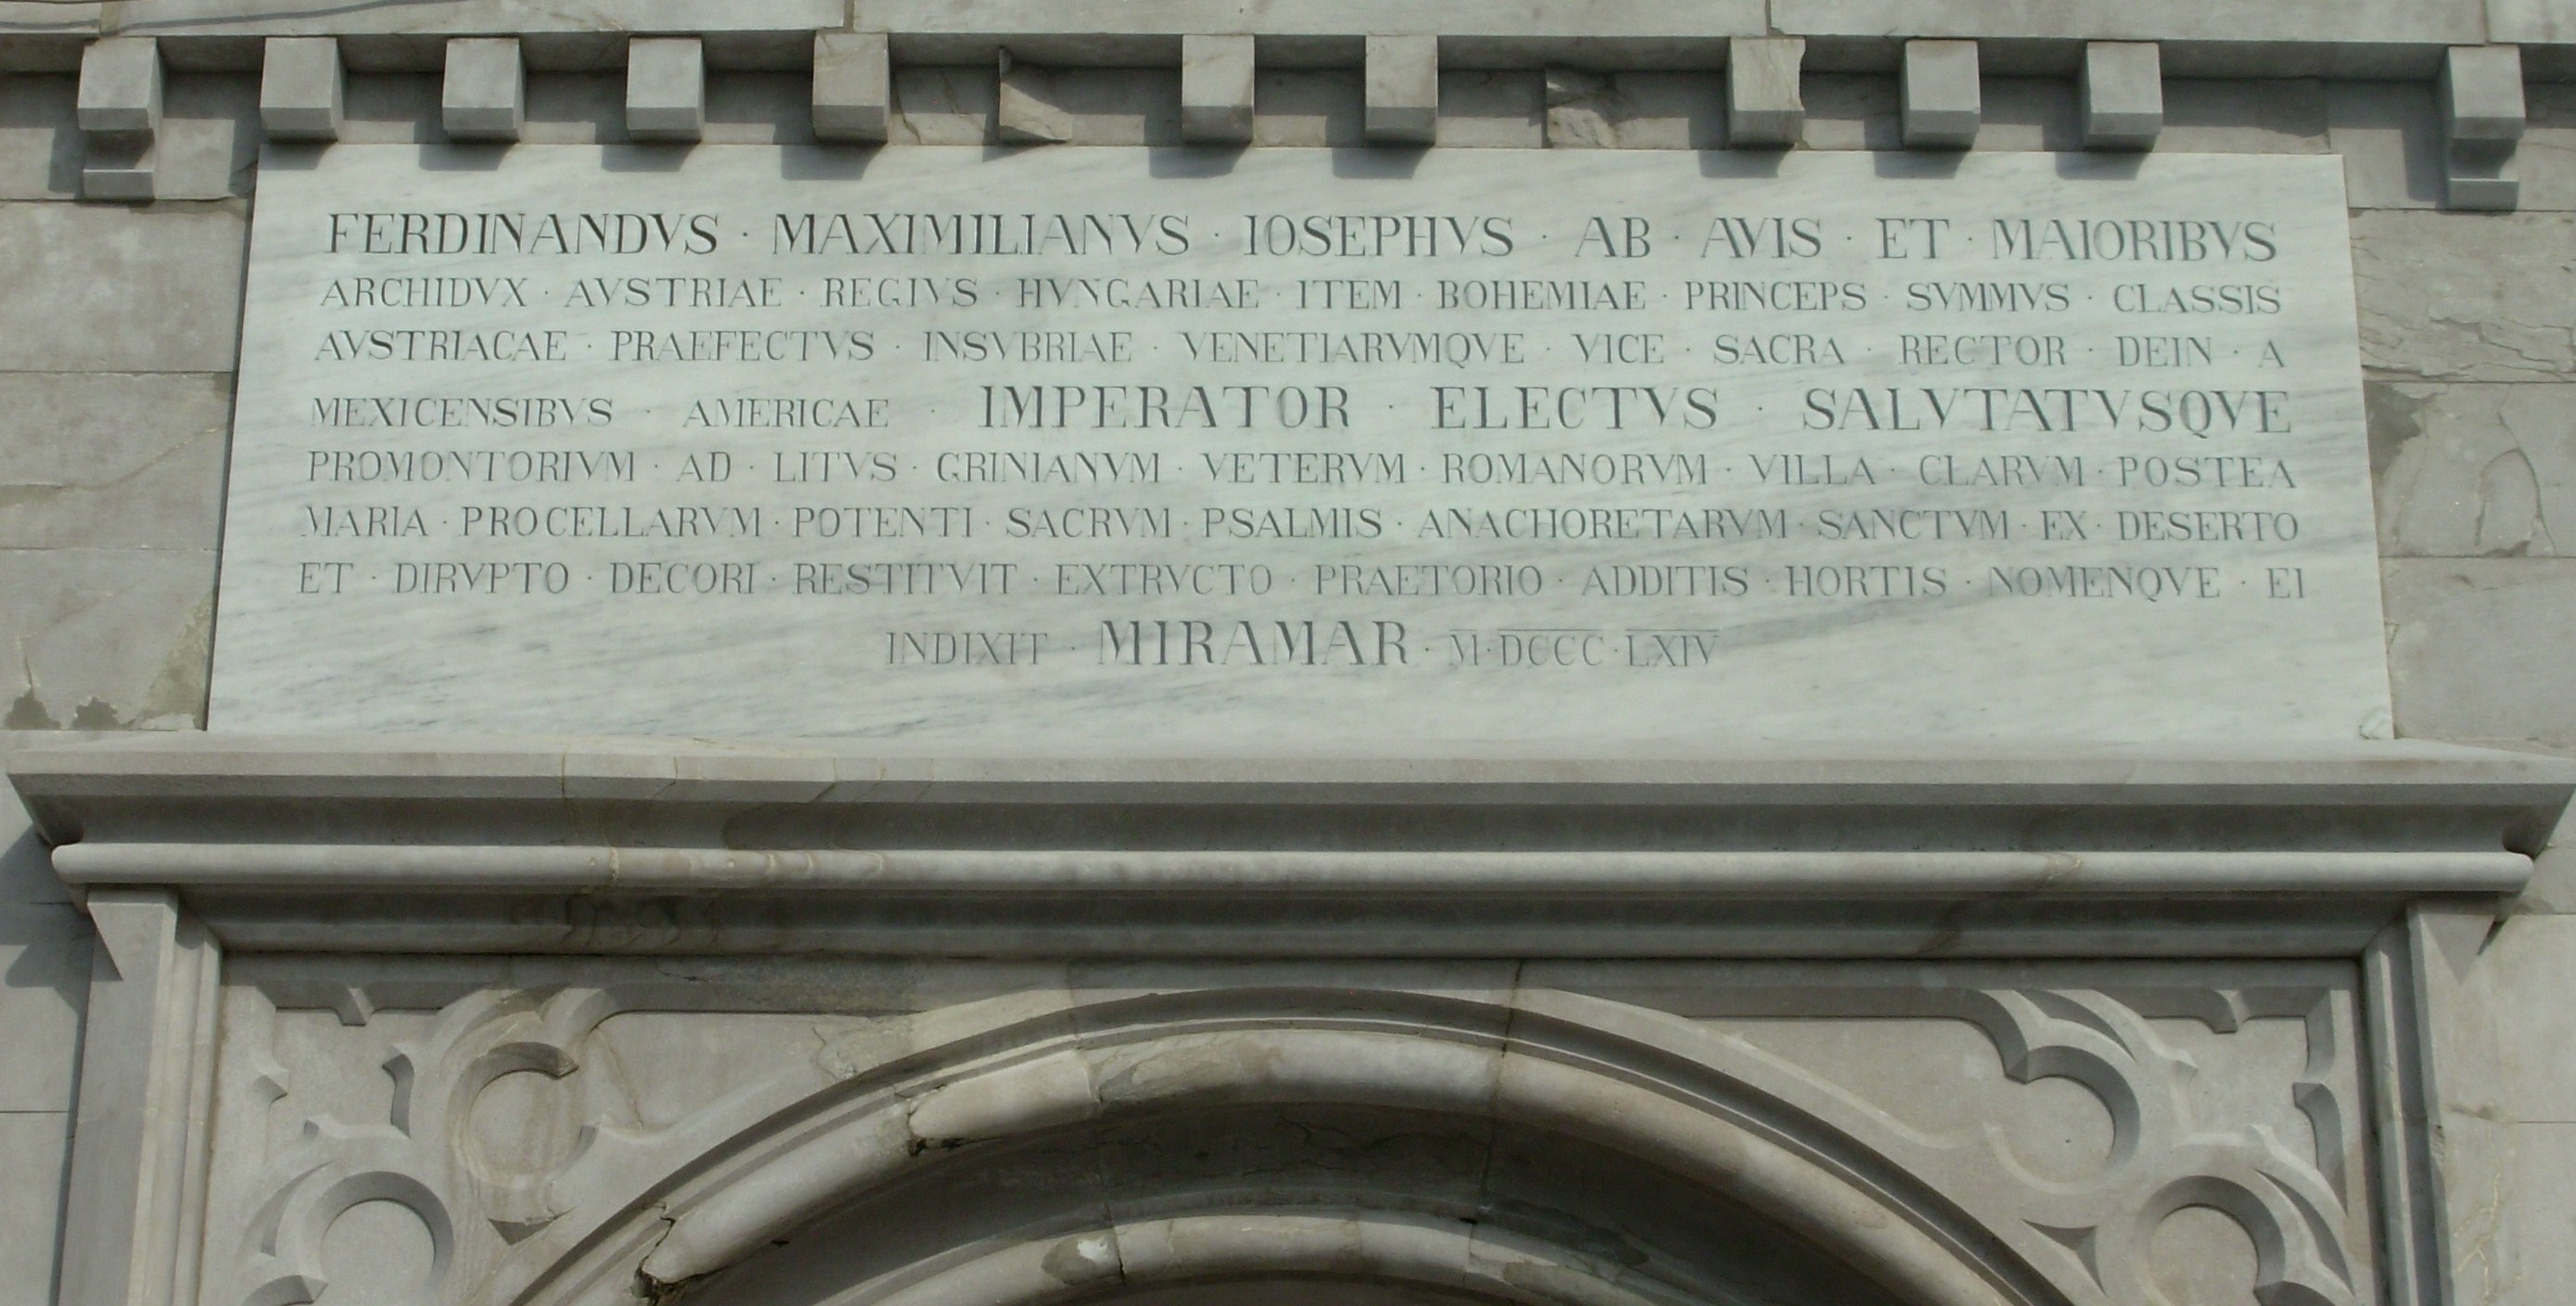 FERDINANDVS · MAXIMILIANVS · IOSEPHVS · AB · AVIS · ET · MAIORIBVS
ARCHIDVX · AVSTRIAE · REGIVS · HVNGARIAE · ITEM · BOHEMIAE · PRINCEPS · SVMMVS · CLASSIS
AVSTRIACAE · PRAEFECTVS · INSVBRIAE · VENETIARVMQVE · VICE · SACRA · RECTOR · DEIN · A
MEXICENSIBVS · AMERICAE · IMPERATOR · ELECTVS · SALVTATVSQVE
PROMONTORIVM · AD · LITVS · GRINIANVM · VETERVM · ROMANORVM · VILLA · CLARVM · POSTEA
MARIA · PROCELLARVM · POTENTI · SACRVM · PSALMIS · ANACHORETARVM · SANCTVM · EX · DESERTO
ET · DIRVPTO · DECORI · RESTITVIT · EXTRVCTO · PRAETORIO · ADDITIS · HORTIS · NOMENQVE · EI
INDIXIT · MIRAMAR · M·DCCC·LXIV